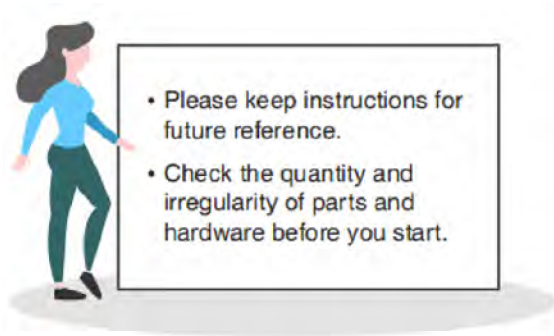 • Please keep instructions for
future reference.
• Check the quantity and
irregularity of parts and
hardware before you start.